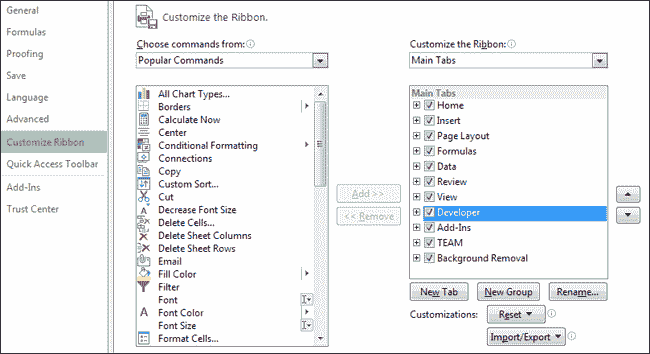 General
Formulas
Proofing
Save
Language
Advanced
Customize Ribbon
Quick Access Toolbar
Add-Ins
Trust Center
Customize the Ribbon.
Choose commands from:
Popular Commands
All Chart Types...
Borders
Calculate Now
Center
Conditional Formatting
Connections
Copy
Custom Sort...
Cut
Decrease Font Size
Delete Cells...
Delete Sheet Columns
Delete Sheet Rows
Email
Fill Color
Filter
Font
Font Color
Font Size
Format Cells...
Add >>
<< Remove
Customize the Ribbon:
Main Tabs
Main Tabs
Home
Insert
Page Layout
Formulas
Data
Review
View
Developer
Add-Ins
TEAM
Background Removal
New Tab
New Group
Rename...
Customizations:
Reset
Import/Export